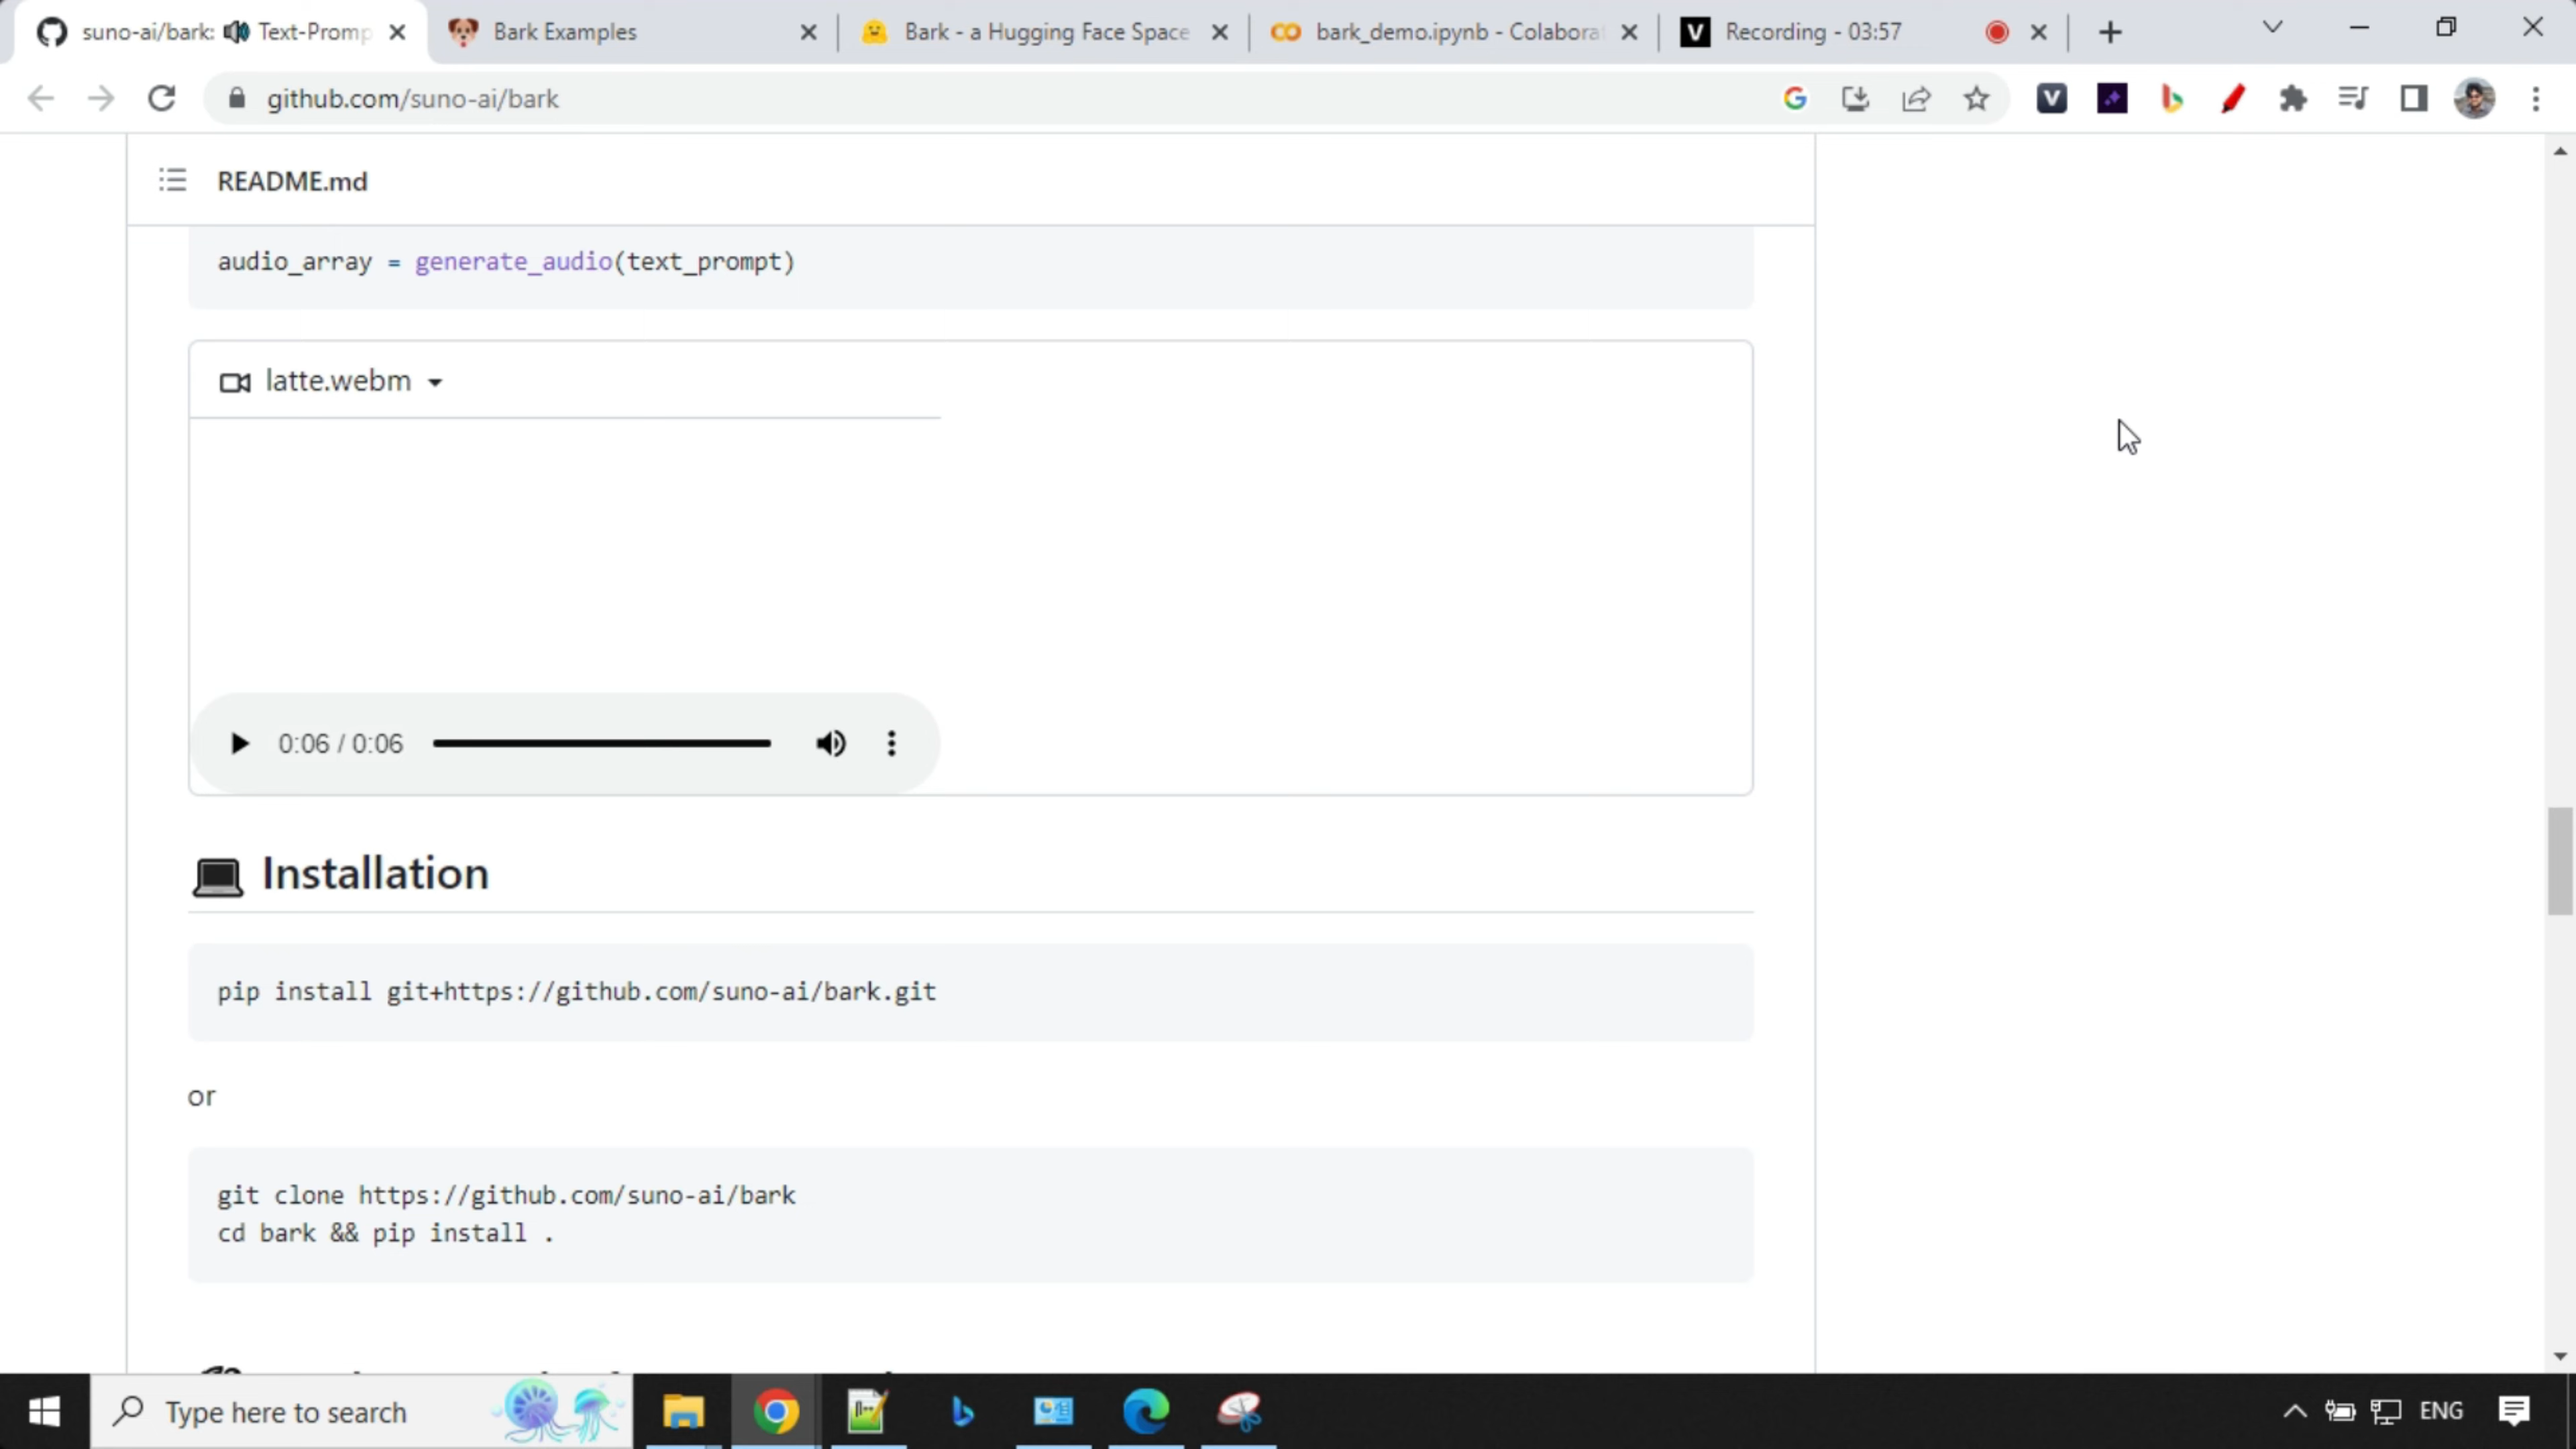 suno-ai/bark: 🔊 Text-Promp
Bark Examples
Bark - a Hugging Face Space
bark_demo.ipynb - Colabora
V
Recording - 03:57
github.com/suno-ai/bark
README.md
audio_array = generate_audio(text_prompt)
latte.webm
0:06 / 0:06
Installation
pip install git+https://github.com/suno-ai/bark.git
or
git clone https://github.com/suno-ai/bark
cd bark && pip install .
Type here to search
ENG